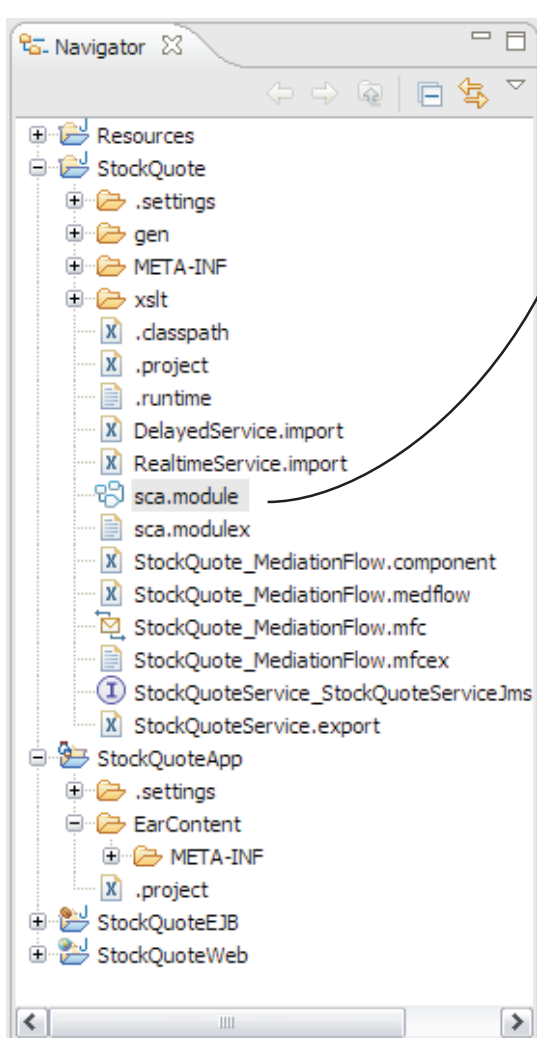 Navigator
Resources
StockQuote
.settings
gen
META-INF
xslt
.classpath
.project
.runtime
DelayedService.import
RealtimeService.import
sca.module
sca.modulex
StockQuote_MediationFlow.component
StockQuote_MediationFlow.medflow
StockQuote_MediationFlow.mfc
StockQuote_MediationFlow.mfcex
StockQuoteService_StockQuoteServiceJms
StockQuoteService.export
StockQuoteApp
.settings
EarContent
META-INF
.project
StockQuoteEJB
StockQuoteWeb